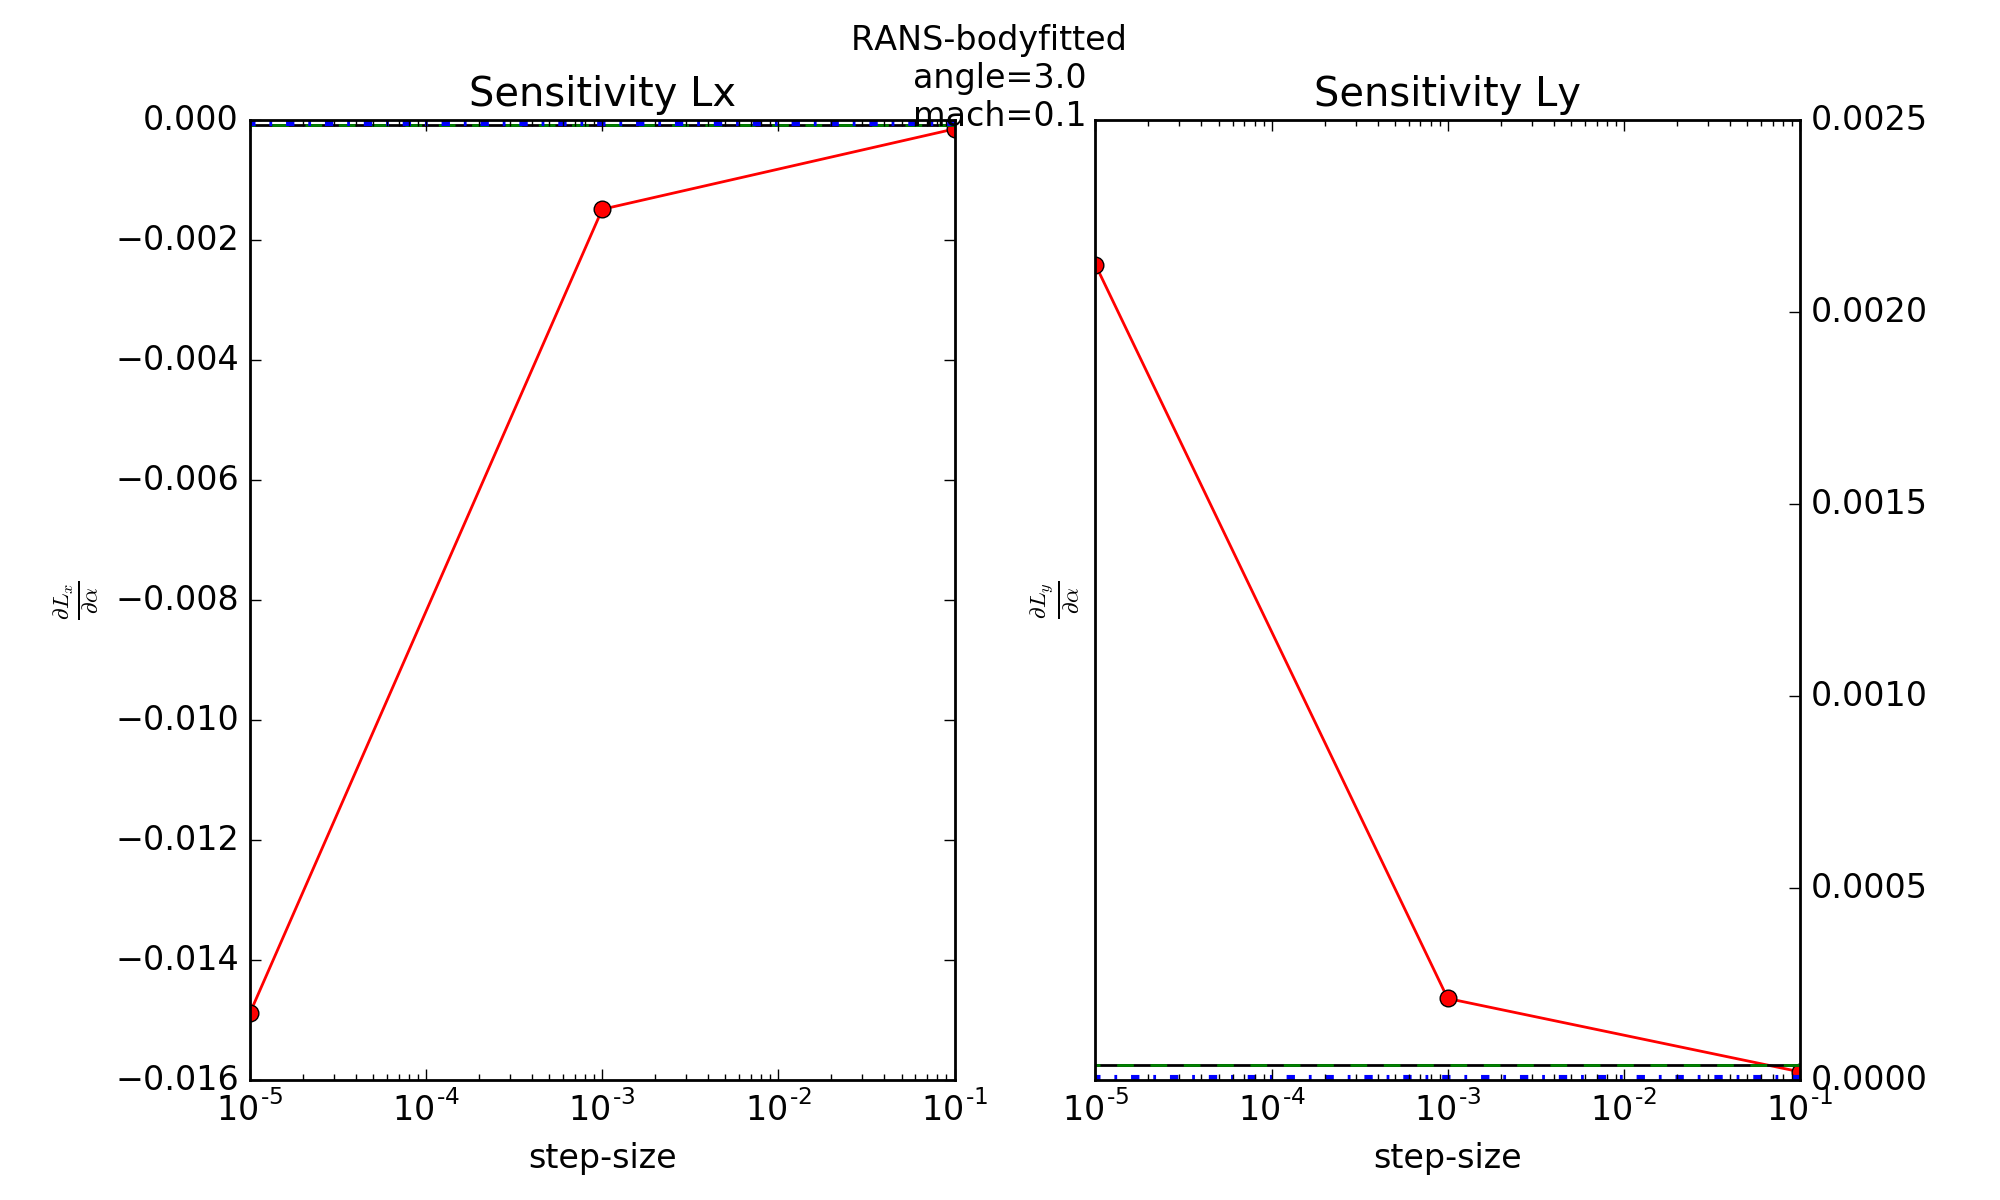 RANS-bodyfitted
angle=3.0
mach=0.1
Sensitivity Lx
0.000
−0.002
−0.004
−0.006
−0.008
−0.010
−0.012
−0.014
−0.016
∂Lₓ/∂α
10⁻⁵ 10⁻⁴ 10⁻³ 10⁻² 10⁻¹
step-size
Sensitivity Ly
0.0025
0.0020
0.0015
0.0010
0.0005
0.0000
∂L_y/∂α
10⁻⁵ 10⁻⁴ 10⁻³ 10⁻² 10⁻¹
step-size